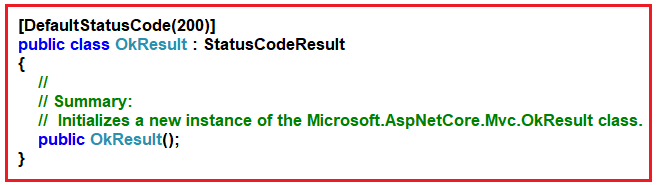 [DefaultStatusCode(200)]
public class OkResult : StatusCodeResult
{
//
// Summary:
//  Initializes a new instance of the Microsoft.AspNetCore.Mvc.OkResult class.
public OkResult();
}